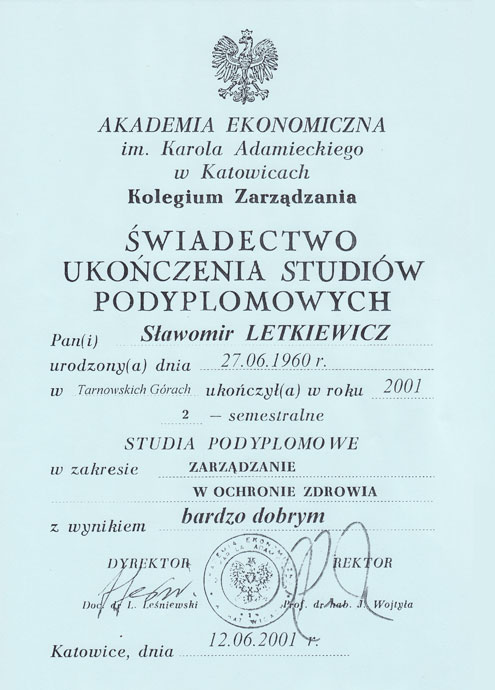 AKADEMIA EKONOMICZNA
im. Karola Adamieckiego
w Katowicach
Kolegium Zarządzania
ŚWIADECTWO
UKOŃCZENIA STUDIÓW
PODYPLOMOWYCH
Pan(i) Sławomir LETKIEWICZ
urodzony(a) dnia 27.06.1960 r.
w Tarnowskich Górach ukończył(a) w roku 2001
2 – semestralne
STUDIA PODYPLOMOWE
w zakresie ZARZĄDZANIE
W OCHRONIE ZDROWIA
z wynikiem bardzo dobrym
DYREKTOR REKTOR
Doc. dr L. Leśniewski Prof. dr hab. J. Wojtyła
Katowice, dnia 12.06.2001 r.